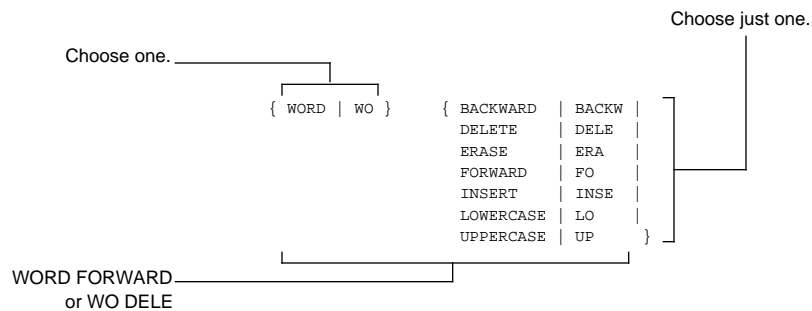 Choose just one.
Choose one.
{ WORD | WO } { BACKWARD | BACKW |
DELETE | DELE |
ERASE | ERA |
FORWARD | FO |
INSERT | INSE |
LOWERCASE | LO |
UPPERCASE | UP }
WORD FORWARD
or WO DELE